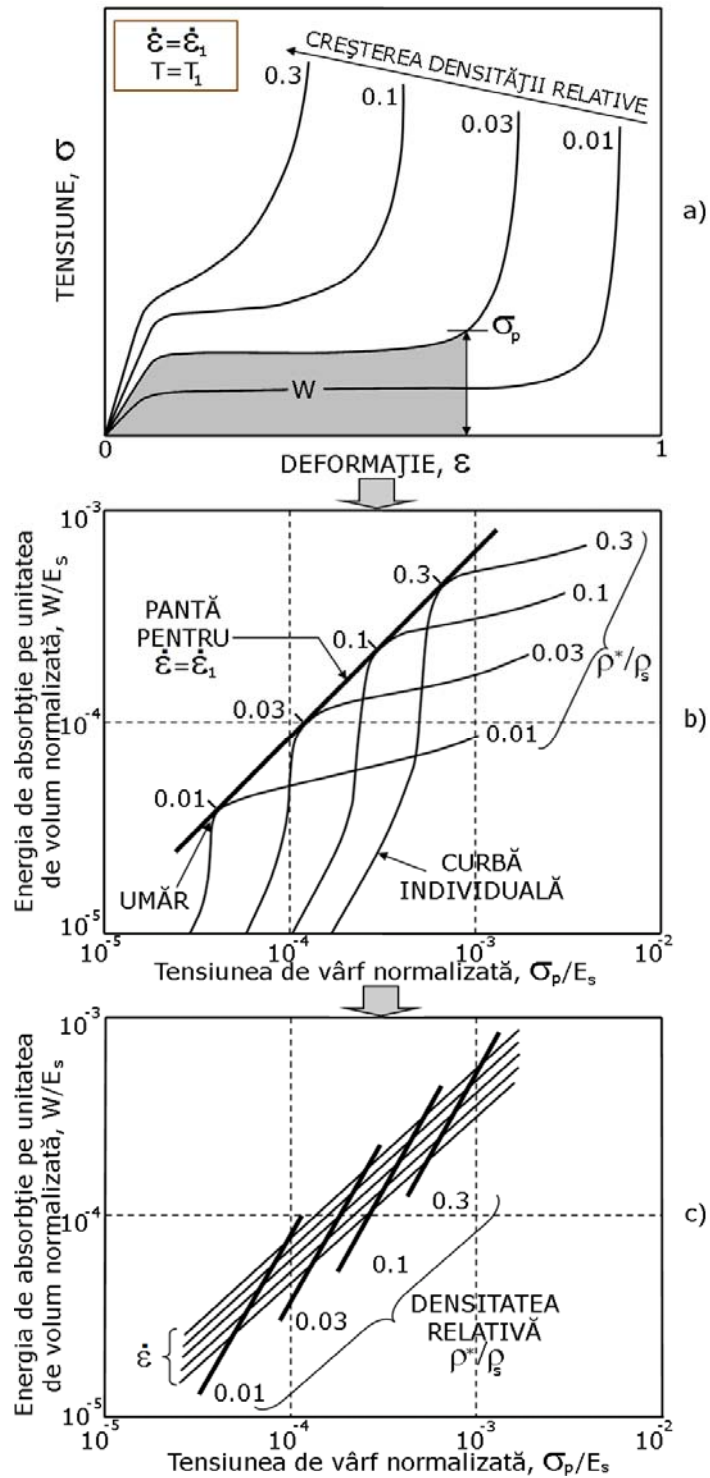 ε̇=ε̇₁
T=T₁
CREŞTEREA DENSITĂŢII RELATIVE
0.3
0.1
0.03
0.01
TENSIUNE, σ
σp
W
a)
0
1
DEFORMAŢIE, ε
10⁻³
10⁻⁴
10⁻⁵
Energia de absorbţie pe unitatea
de volum normalizată, W/Es
PANTĂ
PENTRU
ε̇=ε̇₁
0.3
0.1
0.03
0.01
0.3
0.1
0.03
0.01
ρ*/ρs
b)
UMĂR
CURBĂ
INDIVIDUALĂ
10⁻⁵
10⁻⁴
10⁻³
10⁻²
Tensiunea de vârf normalizată, σp/Es
10⁻³
10⁻⁴
10⁻⁵
Energia de absorbţie pe unitatea
de volum normalizată, W/Es
0.3
0.1
0.03
0.01
c)
DENSITATEA
RELATIVĂ
ρ*/ρs
ε̇
10⁻⁵
10⁻⁴
10⁻³
10⁻²
Tensiunea de vârf normalizată, σp/Es